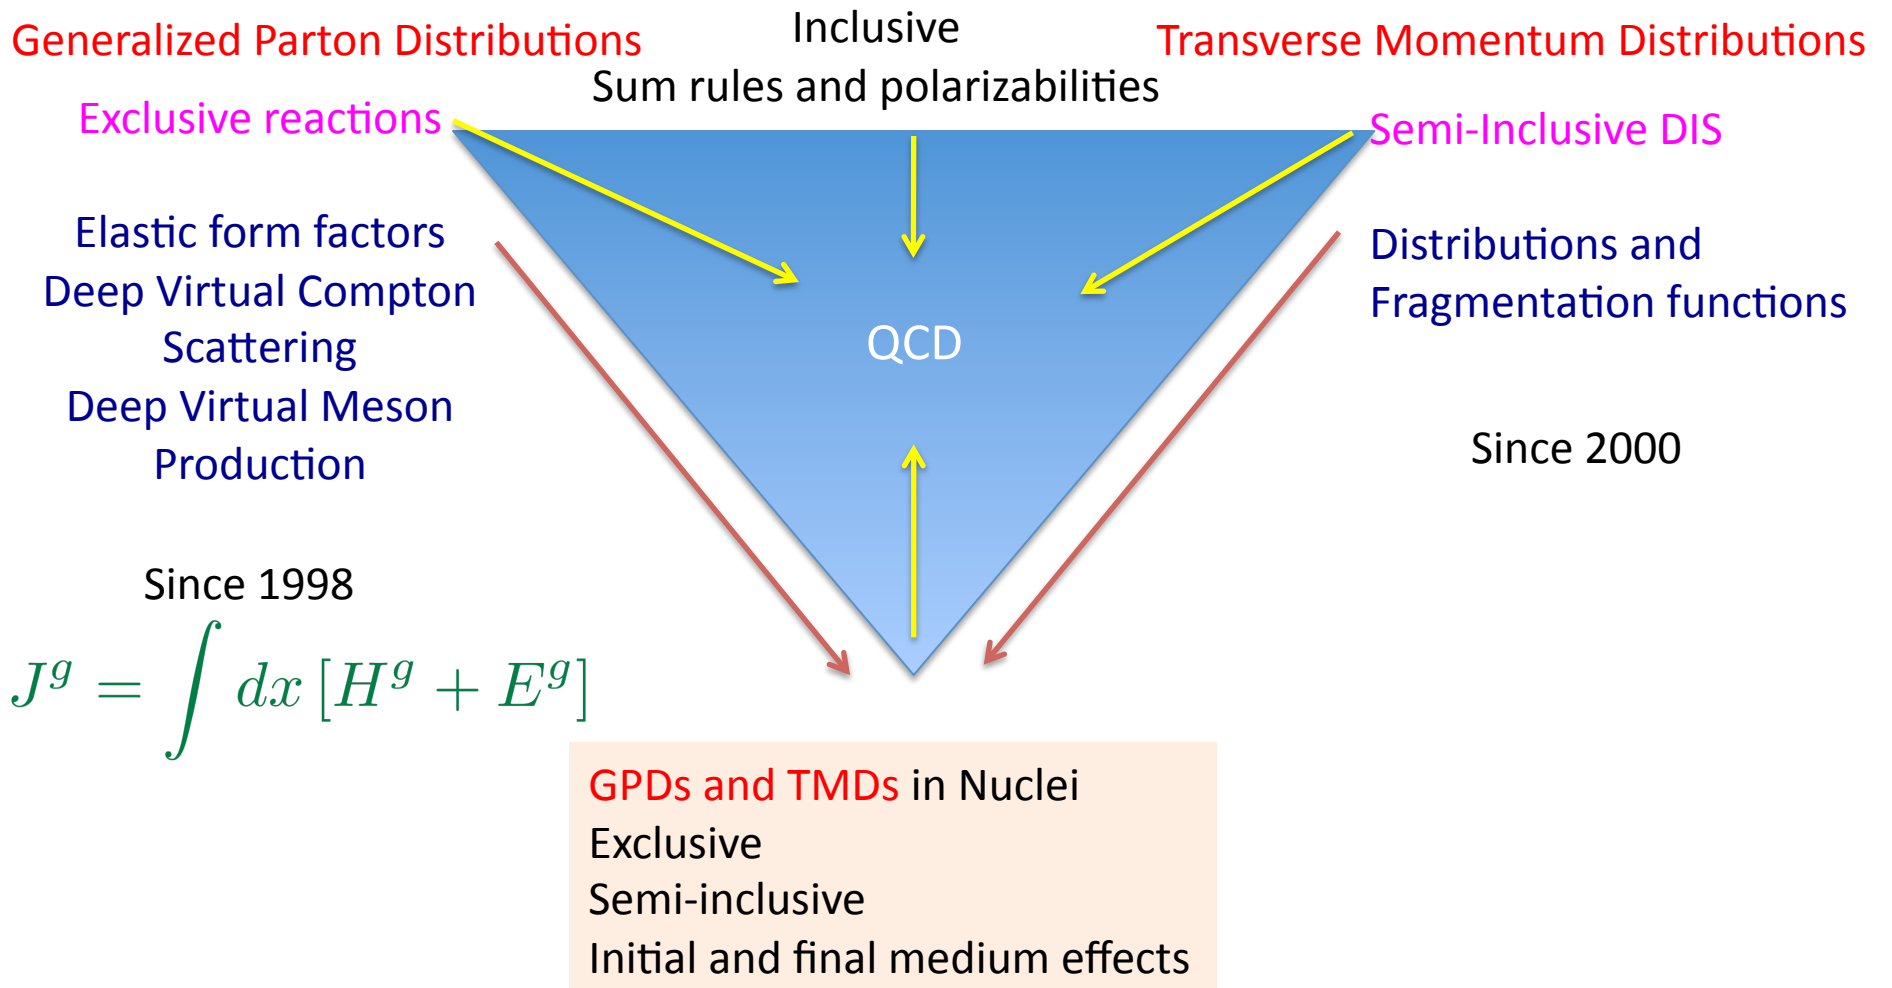 Generalized Parton Distributions
Exclusive reactions
Elastic form factors
Deep Virtual Compton
Scattering
Deep Virtual Meson
Production
Since 1998
J^g = ∫ dx [H^g + E^g]
Inclusive
Sum rules and polarizabilities
QCD
Transverse Momentum Distributions
Semi-Inclusive DIS
Distributions and
Fragmentation functions
Since 2000
GPDs and TMDs in Nuclei
Exclusive
Semi-inclusive
Initial and final medium effects